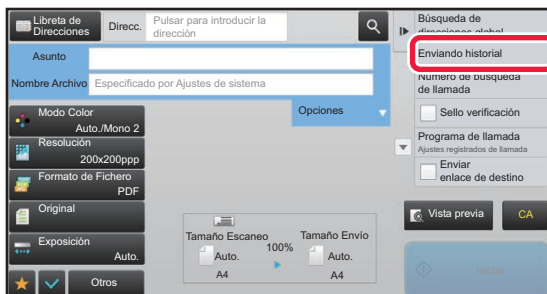 Libreta de
Direcciones
Direcc.
Pulsar para introducir la
dirección
Asunto
Nombre Archivo
Especificado por Ajustes de sistema
Opciones
Modo Color
Auto./Mono 2
Resolución
200x200ppp
Formato de Fichero
PDF
Original
Exposición
Auto.
Otros
Tamaño Escaneo
Auto.
A4
100%
Tamaño Envío
Auto.
A4
Búsqueda de
direcciones global
Enviando historial
Número de búsqueda
de llamada
Sello verificación
Programa de llamada
Ajustes registrados de llamada
Enviar
enlace de destino
Vista previa
CA
Iniciar